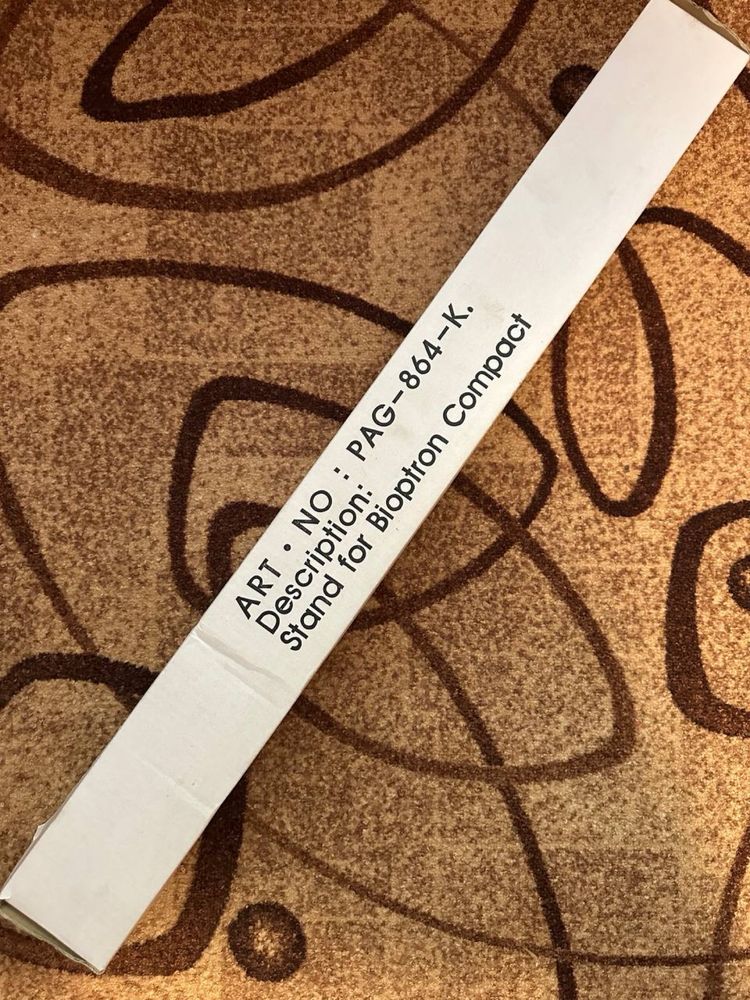 ART • NO : PAG-864-K.
Description:
Stand for Bioptron Compact